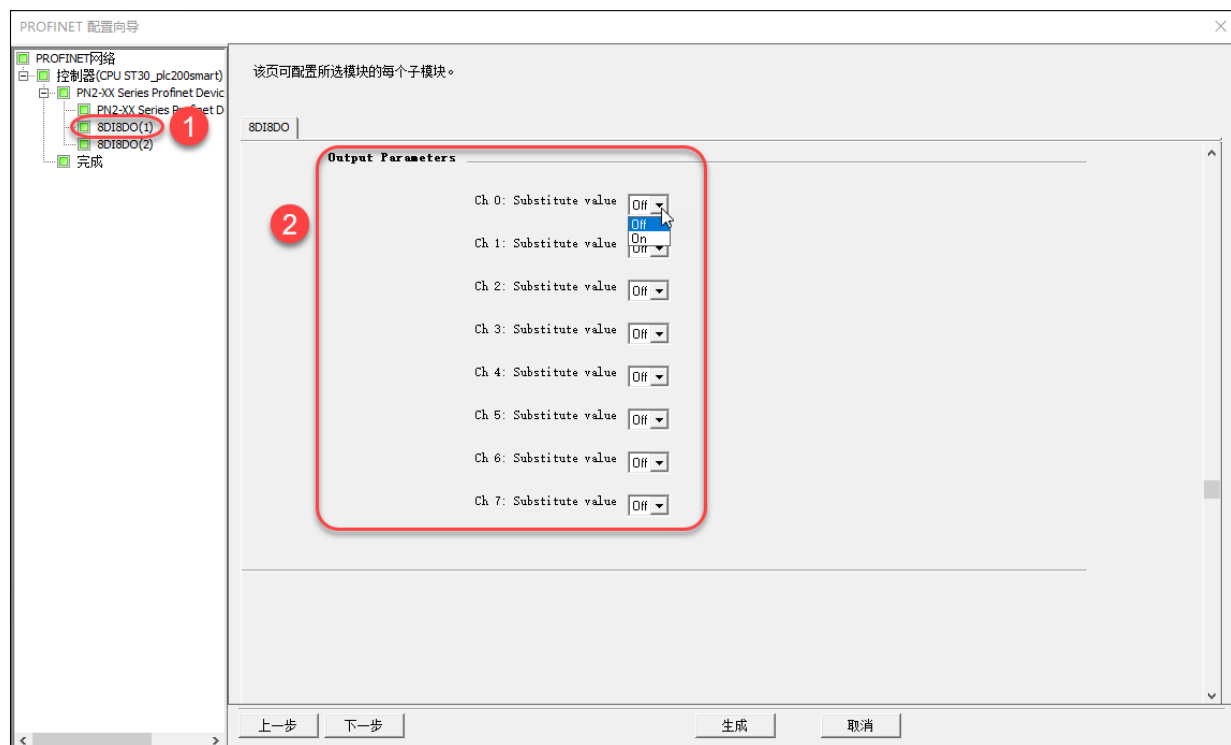 PROFINET 配置向导
PROFINET网络
控制器(CPU ST30_plc200smart)
PN2-XX Series Profinet Devic
PN2-XX Series Profinet D
8DI8DO(1)
1
8DI8DO(2)
完成
该页可配置所选模块的每个子模块。
8DI8DO
Output Parameters
2
Ch 0: Substitute value Off
Off
On
Ch 1: Substitute value Off
Ch 2: Substitute value Off
Ch 3: Substitute value Off
Ch 4: Substitute value Off
Ch 5: Substitute value Off
Ch 6: Substitute value Off
Ch 7: Substitute value Off
上一步 下一步 生成 取消